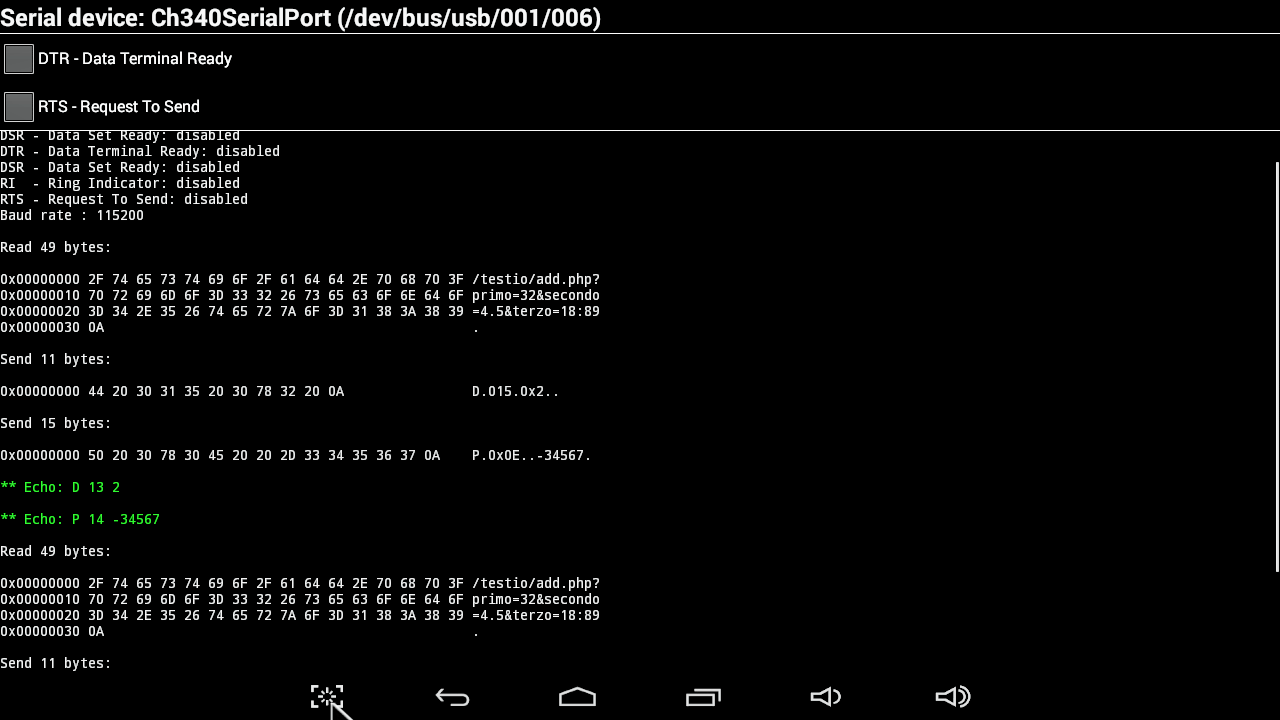 Serial device: Ch340SerialPort (/dev/bus/usb/001/006)
DTR - Data Terminal Ready
RTS - Request To Send
DSR - Data Set Ready: disabled
DTR - Data Terminal Ready: disabled
DSR - Data Set Ready: disabled
RI  - Ring Indicator: disabled
RTS - Request To Send: disabled
Baud rate : 115200
Read 49 bytes:
0x00000000 2F 74 65 73 74 69 6F 2F 61 64 64 2E 70 68 70 3F /testio/add.php?
0x00000010 70 72 69 6D 6F 3D 33 32 26 73 65 63 6F 6E 64 6F primo=32&secondo
0x00000020 3D 34 2E 35 26 74 65 72 7A 6F 3D 31 38 3A 38 39 =4.5&terzo=18:89
0x00000030 0A .
Send 11 bytes:
0x00000000 44 20 30 31 35 20 30 78 32 20 0A D.015.0x2..
Send 15 bytes:
0x00000000 50 20 30 78 30 45 20 20 2D 33 34 35 36 37 0A P.0x0E..-34567.
** Echo: D 13 2
** Echo: P 14 -34567
Read 49 bytes:
0x00000000 2F 74 65 73 74 69 6F 2F 61 64 64 2E 70 68 70 3F /testio/add.php?
0x00000010 70 72 69 6D 6F 3D 33 32 26 73 65 63 6F 6E 64 6F primo=32&secondo
0x00000020 3D 34 2E 35 26 74 65 72 7A 6F 3D 31 38 3A 38 39 =4.5&terzo=18:89
0x00000030 0A .
Send 11 bytes: